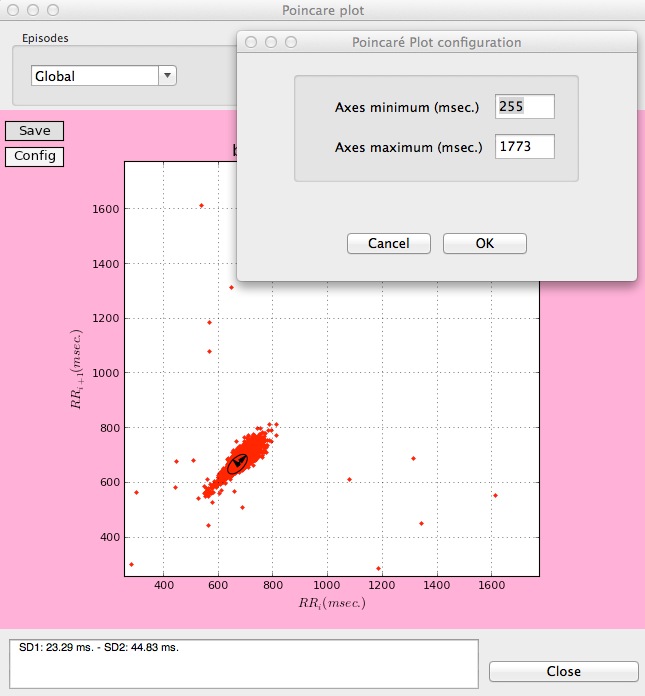 Poincare plot
Episodes
Global
Poincaré Plot configuration
Axes minimum (msec.) 255
Axes maximum (msec.) 1773
Cancel OK
Save
Config
1600
1400
1200
1000
800
600
400
RR_{i+1}(msec.)
400 600 800 1000 1200 1400 1600
RR_i(msec.)
SD1: 23.29 ms. - SD2: 44.83 ms.
Close